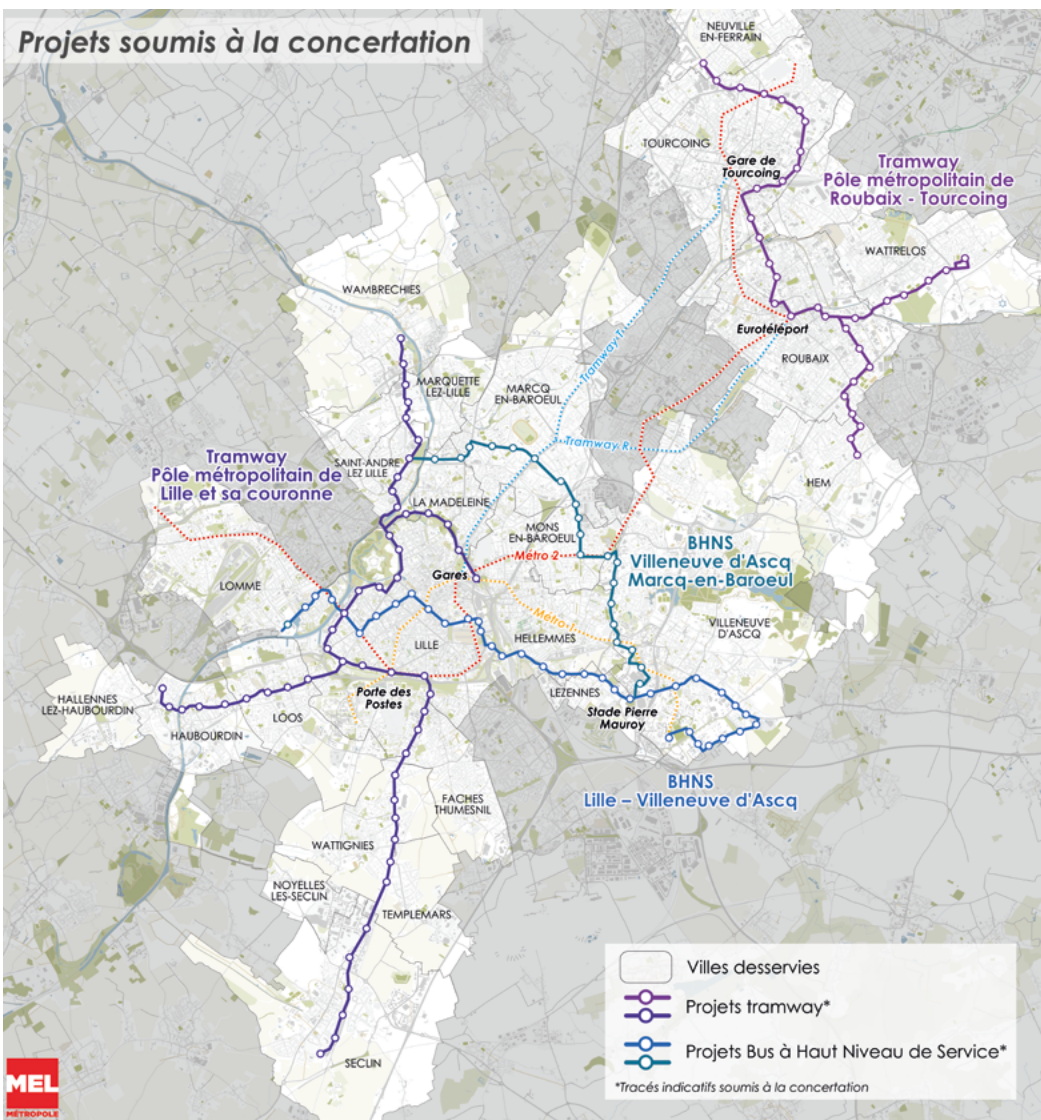 Projets soumis à la concertation
NEUVILLE
EN-FERRAIN
TOURCOING
Gare de
Tourcoing
Tramway
Pôle métropolitain de
Roubaix - Tourcoing
WATTRELOS
WAMBRECHIES
Eurotéléport
ROUBAIX
Tramway T
MARQUETTE
LEZ-LILLE
MARCQ
EN-BAROEUL
Tramway R
Tramway
Pôle métropolitain de
Lille et sa couronne
SAINT-ANDRE
LEZ LILLE
HEM
LA MADELEINE
MONS
EN-BAROEUL
BHNS
Villeneuve d'Ascq
Marcq-en-Baroeul
Métro 2
Gares
LOMME
Métro 1
VILLENEUVE
D'ASCQ
LILLE
HELLEMMES
HALLENNES
LEZ-HAUBOURDIN
Porte des
Postes
LEZENNES
Stade Pierre
Mauroy
LOOS
HAUBOURDIN
BHNS
Lille – Villeneuve d'Ascq
FACHES
THUMESNIL
WATTIGNIES
NOYELLES
LES-SECLIN
TEMPLEMARS
SECLIN
Villes desservies
Projets tramway*
Projets Bus à Haut Niveau de Service*
*Tracés indicatifs soumis à la concertation
MEL
MÉTROPOLE